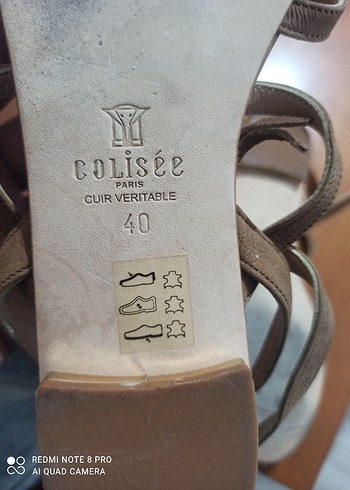 COLISéE
PARIS
CUIR VERITABLE
40
REDMI NOTE 8 PRO
AI QUAD CAMERA